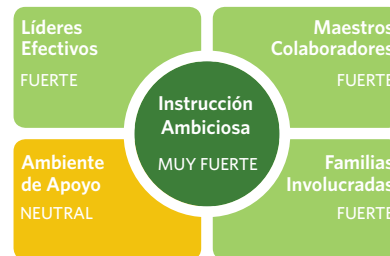 Líderes
Efectivos
FUERTE
Maestros
Colaboradores
FUERTE
Instrucción
Ambiciosa
MUY FUERTE
Ambiente
de Apoyo
NEUTRAL
Familias
Involucradas
FUERTE